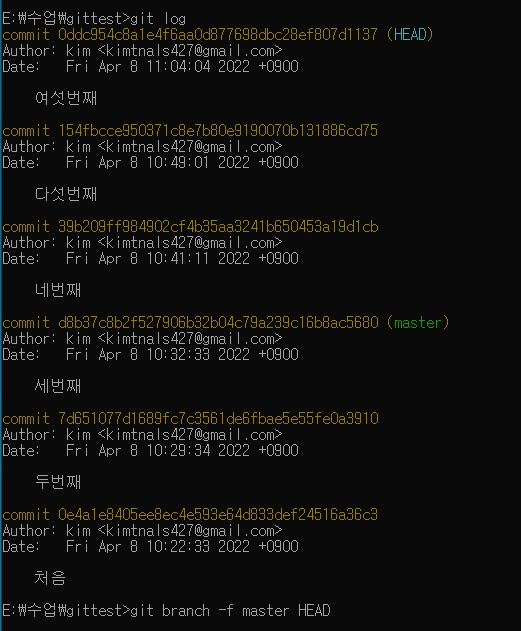 E:₩수업₩gittest>git log
commit 0ddc954c8a1e4f6aa0d877698dbc28ef807d1137 (HEAD)
Author: kim <kimtnals427@gmail.com>
Date:   Fri Apr 8 11:04:04 2022 +0900
여섯번째
commit 154fbcce950371c8e7b80e9190070b131886cd75
Author: kim <kimtnals427@gmail.com>
Date:   Fri Apr 8 10:49:01 2022 +0900
다섯번째
commit 39b209ff984902cf4b35aa3241b650453a19d1cb
Author: kim <kimtnals427@gmail.com>
Date:   Fri Apr 8 10:41:11 2022 +0900
네번째
commit d8b37c8b2f527906b32b04c79a239c16b8ac5680 (master)
Author: kim <kimtnals427@gmail.com>
Date:   Fri Apr 8 10:32:33 2022 +0900
세번째
commit 7d651077d1689fc7c3561de6fbae5e55fe0a3910
Author: kim <kimtnals427@gmail.com>
Date:   Fri Apr 8 10:29:34 2022 +0900
두번째
commit 0e4a1e8405ee8ec4e593e64d833def24516a36c3
Author: kim <kimtnals427@gmail.com>
Date:   Fri Apr 8 10:22:33 2022 +0900
처음
E:₩수업₩gittest>git branch -f master HEAD